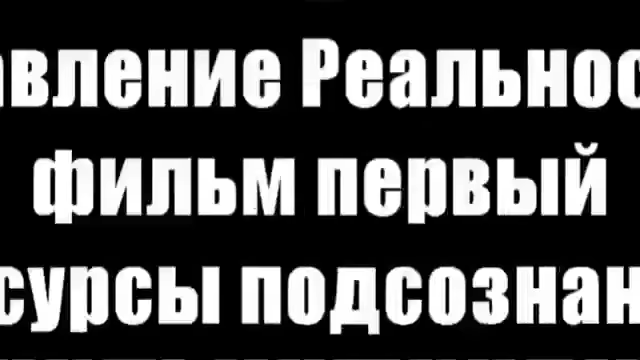 авление Реальнос
фильм первый
сурсы подсознан